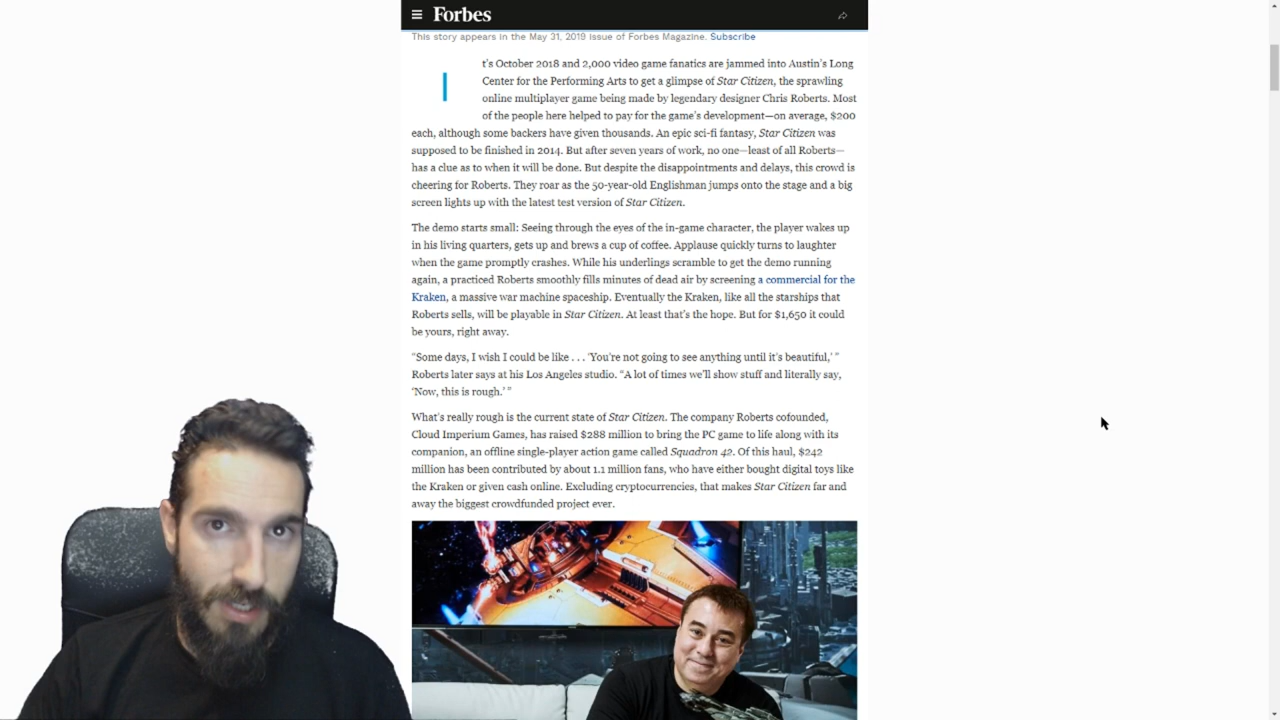 Forbes
This story appears in the May 31, 2019 issue of Forbes Magazine. Subscribe
I t's October 2018 and 2,000 video game fanatics are jammed into Austin's Long
Center for the Performing Arts to get a glimpse of Star Citizen, the sprawling
online multiplayer game being made by legendary designer Chris Roberts. Most
of the people here helped to pay for the game's development—on average, $200
each, although some backers have given thousands. An epic sci-fi fantasy, Star Citizen was
supposed to be finished in 2014. But after seven years of work, no one—least of all Roberts—
has a clue as to when it will be done. But despite the disappointments and delays, this crowd is
cheering for Roberts. They roar as the 50-year-old Englishman jumps onto the stage and a big
screen lights up with the latest test version of Star Citizen.
The demo starts small: Seeing through the eyes of the in-game character, the player wakes up
in his living quarters, gets up and brews a cup of coffee. Applause quickly turns to laughter
when the game promptly crashes. While his underlings scramble to get the demo running
again, a practiced Roberts smoothly fills minutes of dead air by screening a commercial for the
Kraken, a massive war machine spaceship. Eventually the Kraken, like all the starships that
Roberts sells, will be playable in Star Citizen. At least that's the hope. But for $1,650 it could
be yours, right away.
“Some days, I wish I could be like . . . ‘You're not going to see anything until it's beautiful,’ ”
Roberts later says at his Los Angeles studio. “A lot of times we'll show stuff and literally say,
‘Now, this is rough.’ ”
What's really rough is the current state of Star Citizen. The company Roberts cofounded,
Cloud Imperium Games, has raised $288 million to bring the PC game to life along with its
companion, an offline single-player action game called Squadron 42. Of this haul, $242
million has been contributed by about 1.1 million fans, who have either bought digital toys like
the Kraken or given cash online. Excluding cryptocurrencies, that makes Star Citizen far and
away the biggest crowdfunded project ever.